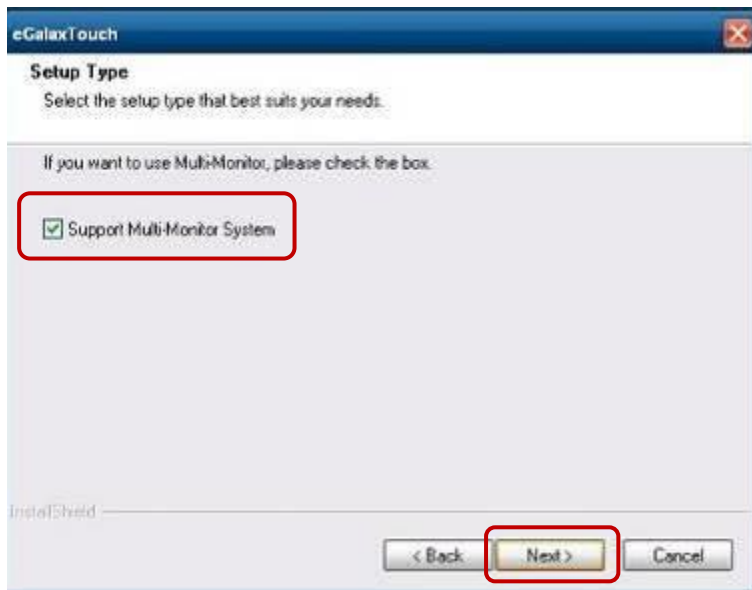 eGalaxTouch
Setup Type
Select the setup type that best suits your needs.
If you want to use Multi-Monitor, please check the box.
Support Multi-Monitor System
InstallShield
< Back
Next >
Cancel